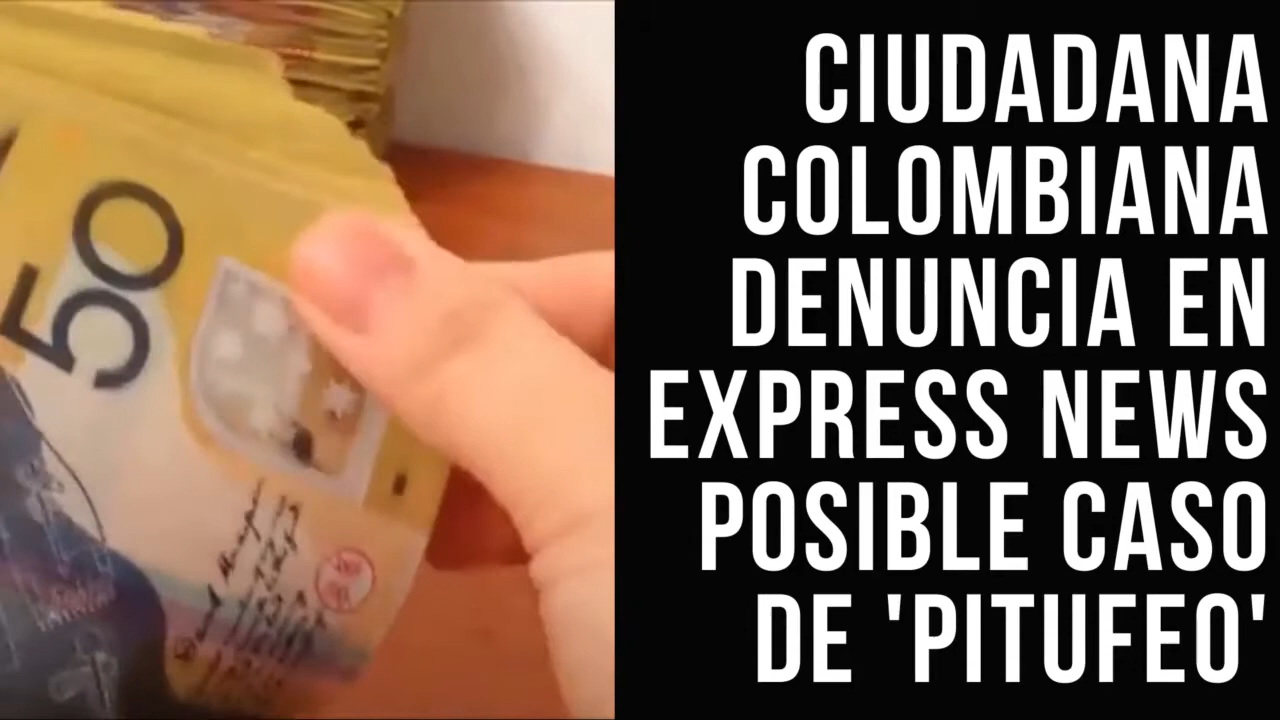 50
CIUDADANA
COLOMBIANA
DENUNCIA EN
EXPRESS NEWS
POSIBLE CASO
DE 'PITUFEO'